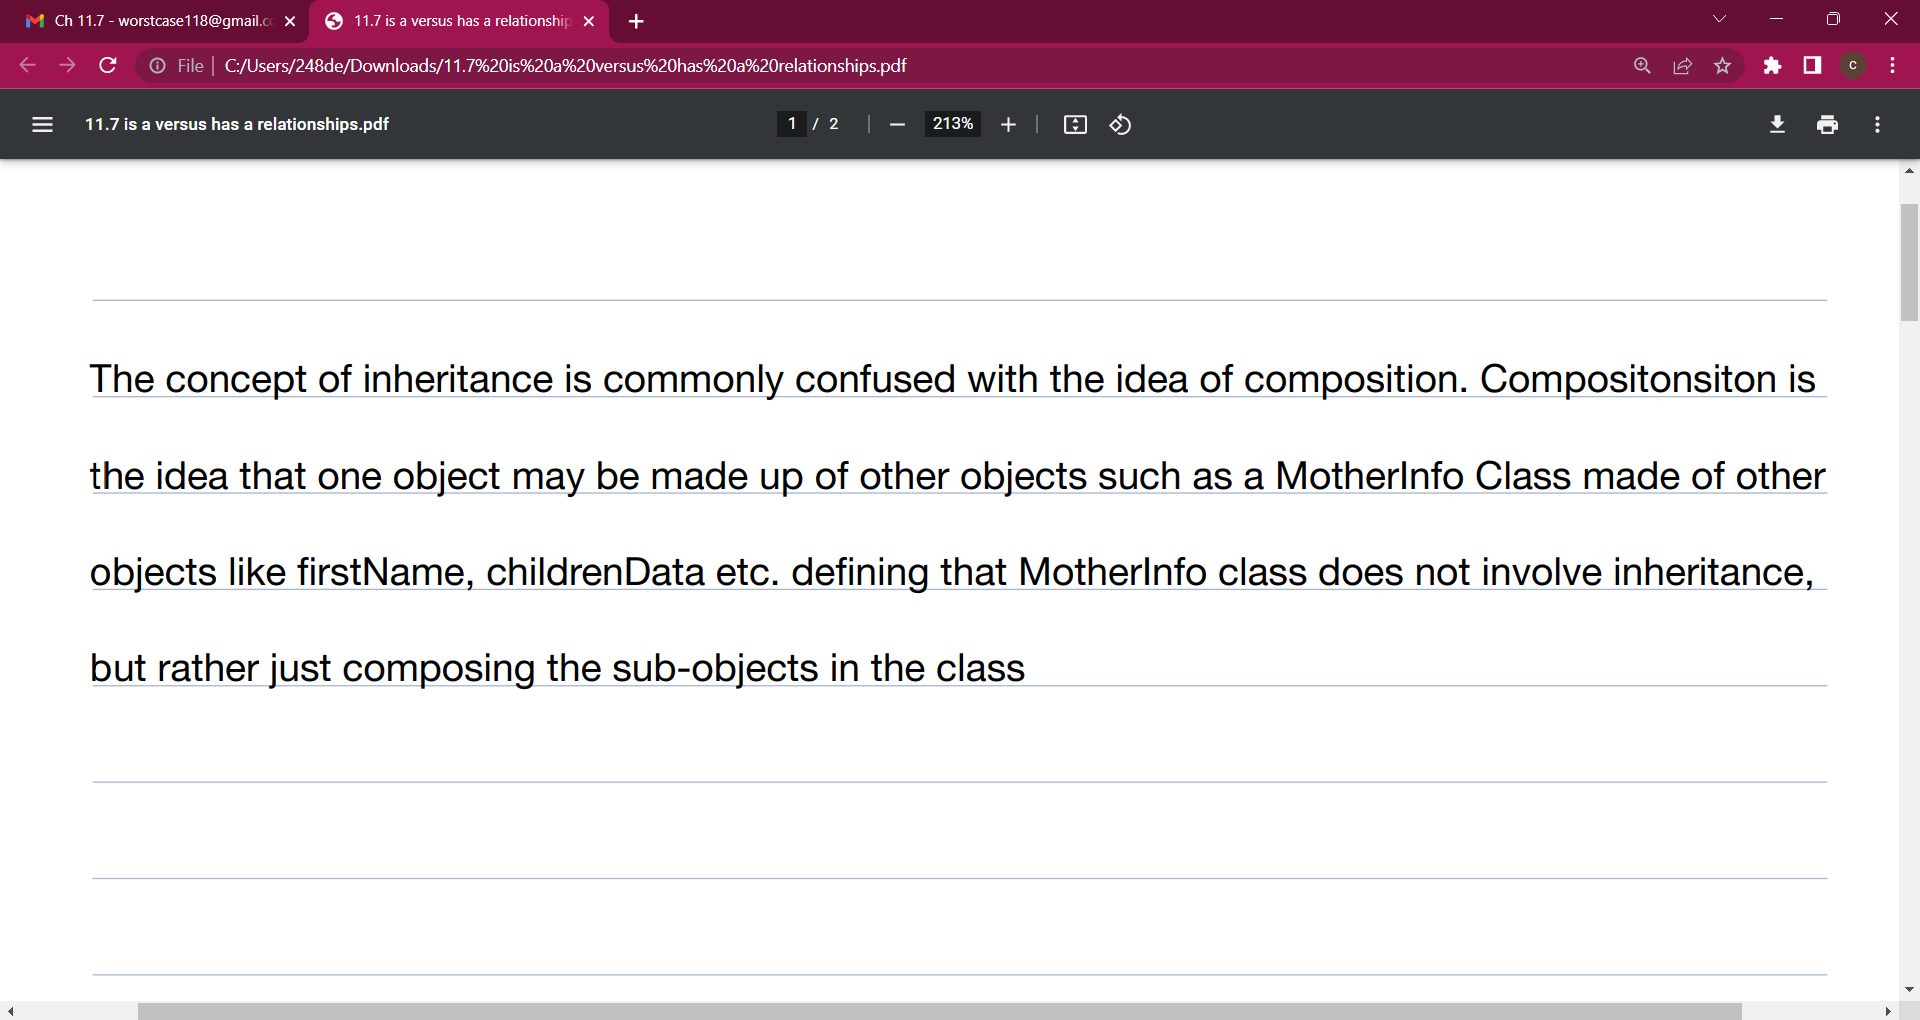 Ch 11.7 - worstcase118@gmail.c
11.7 is a versus has a relationship
File
C:/Users/248de/Downloads/11.7%20is%20a%20versus%20has%20a%20relationships.pdf
c
11.7 is a versus has a relationships.pdf
1 / 2
213%
The concept of inheritance is commonly confused with the idea of composition. Compositonsiton is
the idea that one object may be made up of other objects such as a MotherInfo Class made of other
objects like firstName, childrenData etc. defining that MotherInfo class does not involve inheritance,
but rather just composing the sub-objects in the class